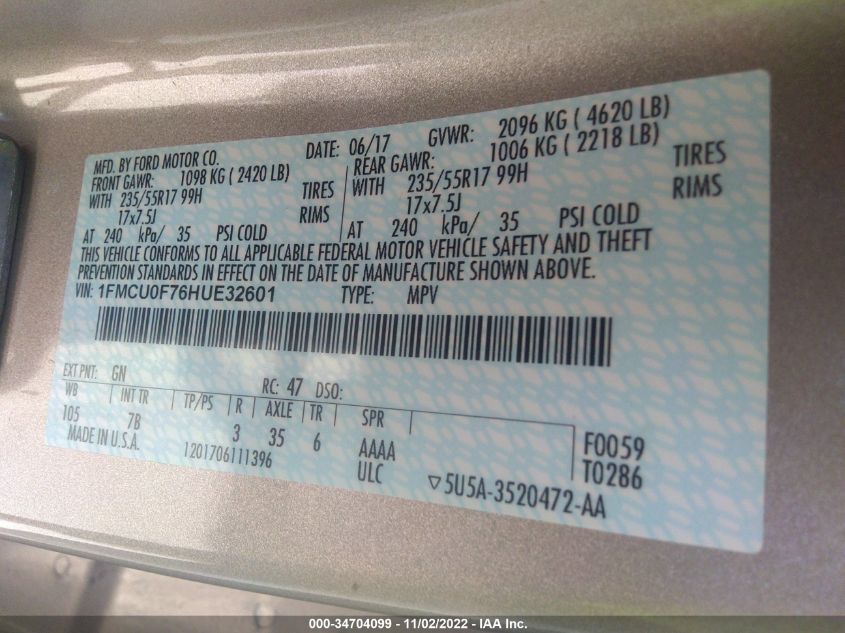 MFD. BY FORD MOTOR CO. DATE: 06/17 GVWR: 2096 KG ( 4620 LB)
FRONT GAWR: 1098 KG ( 2420 LB) REAR GAWR: 1006 KG ( 2218 LB)
WITH 235/55R17 99H TIRES WITH 235/55R17 99H TIRES
17x7.5J RIMS 17x7.5J RIMS
AT 240 kPa/ 35 PSI COLD AT 240 kPa/ 35 PSI COLD
THIS VEHICLE CONFORMS TO ALL APPLICABLE FEDERAL MOTOR VEHICLE SAFETY AND THEFT
PREVENTION STANDARDS IN EFFECT ON THE DATE OF MANUFACTURE SHOWN ABOVE.
VIN: 1FMCU0F76HUE32601 TYPE: MPV
EXT PNT: GN RC: 47 DSO:
WB INT TR TP/PS R AXLE TR SPR
105 7B 3 35 6 AAAA F0059
MADE IN U.S.A. 1201706111396 ULC T0286
▽5U5A-3520472-AA
000-34704099 - 11/02/2022 - IAA Inc.